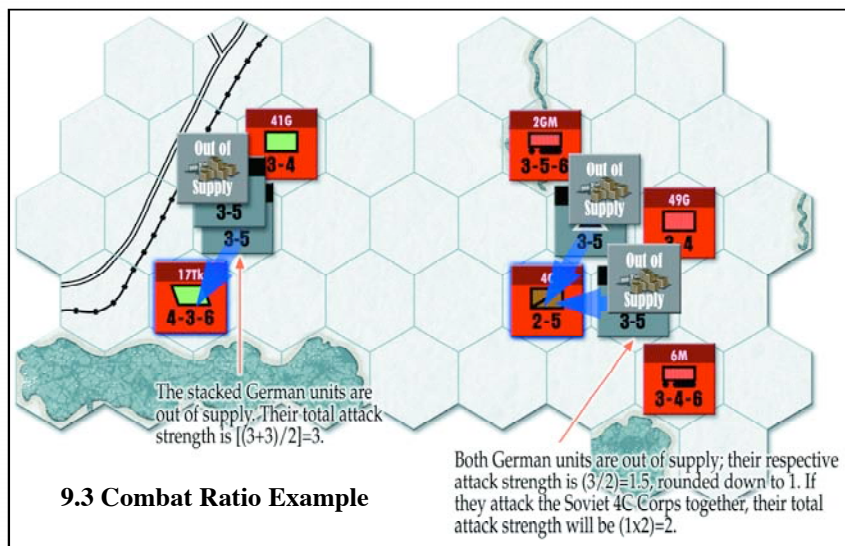 41G
Out of
Supply
3-4
3-5
3-5
17Tk
4-3-6
2GM
3-5-6
Out of
Supply
49G
3-4
3-5
Out of
Supply
2-5
3-5
6M
3-4-6
The stacked German units are
out of supply. Their total attack
strength is [(3+3)/2]=3.
Both German units are out of supply; their respective
attack strength is (3/2)=1.5, rounded down to 1. If
they attack the Soviet 4C Corps together, their total
attack strength will be (1x2)=2.
9.3 Combat Ratio Example